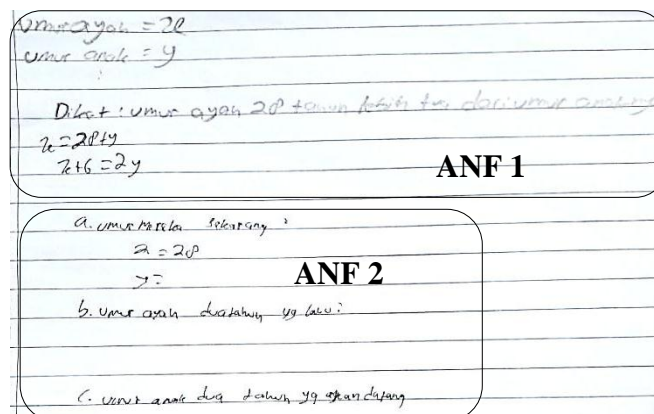 Umur ayah = x
umur anak = y
Diket : umur ayah 28 tahun lebih tua dari umur anaknya
x = 28+y
x+6 = 2y
ANF 1
a. umur mereka sekarang :
x = 28
y =
ANF 2
b. Umur ayah dua tahun yg lalu :
c. umur anak dua tahun yg akan datang